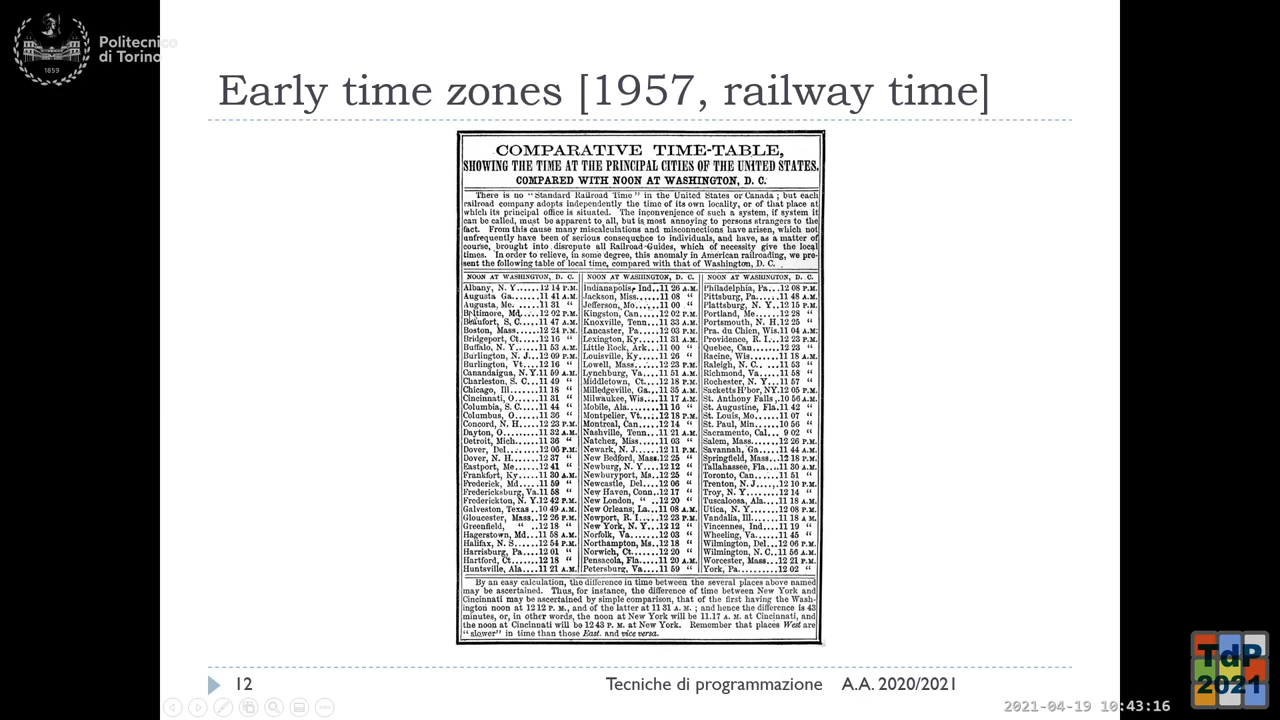 Politecnico
di Torino
1859
Early time zones [1957, railway time]
COMPARATIVE TIME-TABLE,
SHOWING THE TIME AT THE PRINCIPAL CITIES OF THE UNITED STATES.
COMPARED WITH NOON AT WASHINGTON, D. C.
There is no "Standard Railroad Time" in the United States or Canada; but each
railroad company adopts independently the time of its own locality, or of that place at
which its principal office is situated. The inconvenience of such a system, if system it
can be called, must be apparent to all, but is most annoying to persons strangers to the
fact. From this cause many miscalculations and misconnections have arisen, which not
unfrequently have been of serious consequence to individuals, and have, as a matter of
course, brought into disrepute all Railroad-Guides, which of necessity give the local
times. In order to relieve, in some degree, this anomaly in American railroading, we pre-
sent the following table of local time, compared with that of Washington, D. C.
NOON AT WASHINGTON, D. C.
Albany, N. Y.....12 14 P.M.
Augusta Ga.....11 41 A.M.
Augusta, Me. .....11 31 "
Baltimore, Md.....12 02 P.M.
Beaufort, S. C.....11 47 A.M.
Boston, Mass.....12 24 P.M.
Bridgeport, Ct.....12 16 "
Buffalo, N. Y.....11 53 A.M.
Burlington, N. J...12 09 P.M.
Burlington, Vt.....12 16 "
Canandaigua, N.Y.11 59 A.M.
Charleston, S. C...11 49 "
Chicago, Ill.....11 18 "
Cincinnati, O.....11 31 "
Columbia, S. C.....11 44 "
Columbus, O.....11 36 "
Concord, N. H.....12 23 P.M.
Dayton, O.....11 32 A.M.
Detroit, Mich.....11 36 "
Dover, Del.....12 06 P.M.
Dover, N. H.....12 37 "
Eastport, Me.....12 41 "
Frankfort, Ky.....11 30 A.M.
Frederick, Md.....11 59 "
Fredericksburg, Va.11 58 "
Frederickton, N. Y.12 42 P.M.
Galveston, Texas ..10 49 A.M.
Gloucester, Mass..12 26 P.M.
Greenfield, " ..12 18 "
Hagerstown, Md...11 58 A.M.
Halifax, N. S.....12 54 P.M.
Harrisburg, Pa.....12 01 "
Hartford, Ct.....12 18 "
Huntsville, Ala.....11 21 A.M.
NOON AT WASHINGTON, D. C.
Indianapolis, Ind..11 26 A.M.
Jackson, Miss.....11 08 "
Jefferson, Mo.....11 00 "
Kingston, Can.....12 02 P.M.
Knoxville, Tenn...11 33 A.M.
Lancaster, Pa.....12 03 P.M.
Lexington, Ky.....11 31 A.M.
Little Rock, Ark...11 00 "
Louisville, Ky.....11 26 "
Lowell, Mass.....12 23 P.M.
Lynchburg, Va.....11 51 A.M.
Middletown, Ct....12 18 P.M.
Milledgeville, Ga...11 35 A.M.
Milwaukee, Wis....11 17 A.M.
Mobile, Ala.....11 16 "
Montpelier, Vt.....12 18 P.M.
Montreal, Can.....12 14 "
Nashville, Tenn...11 21 A.M.
Natchez, Miss.....11 03 "
Newark, N. J.....12 11 P.M.
New Bedford, Mass.12 25 "
Newburg, N. Y.....12 12 "
Newburyport, Ms..12 25 "
Newcastle, Del.....12 06 "
New Haven, Conn..12 17 "
New London, " ..12 20 "
New Orleans, La...11 08 A.M.
Newport, R. I.....12 23 P.M.
New York, N. Y...12 12 "
Norfolk, Va.....12 03 "
Northampton, Ms..12 18 "
Norwich, Ct.....12 20 "
Pensacola, Fla.....11 20 A.M.
Petersburg, Va.....11 59 "
NOON AT WASHINGTON, D. C.
Philadelphia, Pa...12 08 P.M.
Pittsburg, Pa.....11 48 A.M.
Plattsburg, N. Y..12 15 P.M.
Portland, Me.....12 28 "
Portsmouth, N. H.12 25 "
Pra. du Chien, Wis.11 04 A.M.
Providence, R. I...12 23 P.M.
Quebec, Can.....12 23 "
Racine, Wis.....11 18 A.M.
Raleigh, N. C.. ...11 53 "
Richmond, Va.....11 58 "
Rochester, N. Y....11 57 "
Sacketts H'bor, NY.12 05 P.M.
St. Anthony Falls ..10 56 A.M.
St. Augustine, Fla.11 42 "
St. Louis, Mo.....11 07 "
St. Paul, Min.....10 56 "
Sacramento, Cal... 9 02 "
Salem, Mass.....12 26 P.M.
Savannah, Ga.....11 44 A.M.
Springfield, Mass..12 18 P.M.
Tallahassee, Fla....11 30 A.M.
Toronto, Can.....11 51 "
Trenton, N. J.....12 10 P.M.
Troy, N. Y.....12 14 "
Tuscaloosa, Ala....11 18 A.M.
Utica, N. Y.....12 08 P.M.
Vandalia, Ill.....11 18 A M.
Vincennes, Ind....11 19 "
Wheeling, Va.....11 45 "
Wilmington, Del...12 06 P.M.
Wilmington, N. C..11 56 A.M.
Worcester, Mass...12 21 P.M.
York, Pa.....12 02 "
By an easy calculation, the difference in time between the several places above named
may be ascertained. Thus, for instance, the difference of time between New York and
Cincinnati may be ascertained by simple comparison, that of the first having the Wash-
ington noon at 12 12 P. M., and of the latter at 11 31 A. M.; and hence the difference is 43
minutes, or, in other words, the noon at New York will be 11.17 A. M. at Cincinnati, and
the noon at Cincinnati will be 12 43 P. M. at New York. Remember that places West are
"slower" in time than those East. and vice versa.
12
Tecniche di programmazione A.A. 2020/2021
TdP
2021
2021-04-19 10:43:16